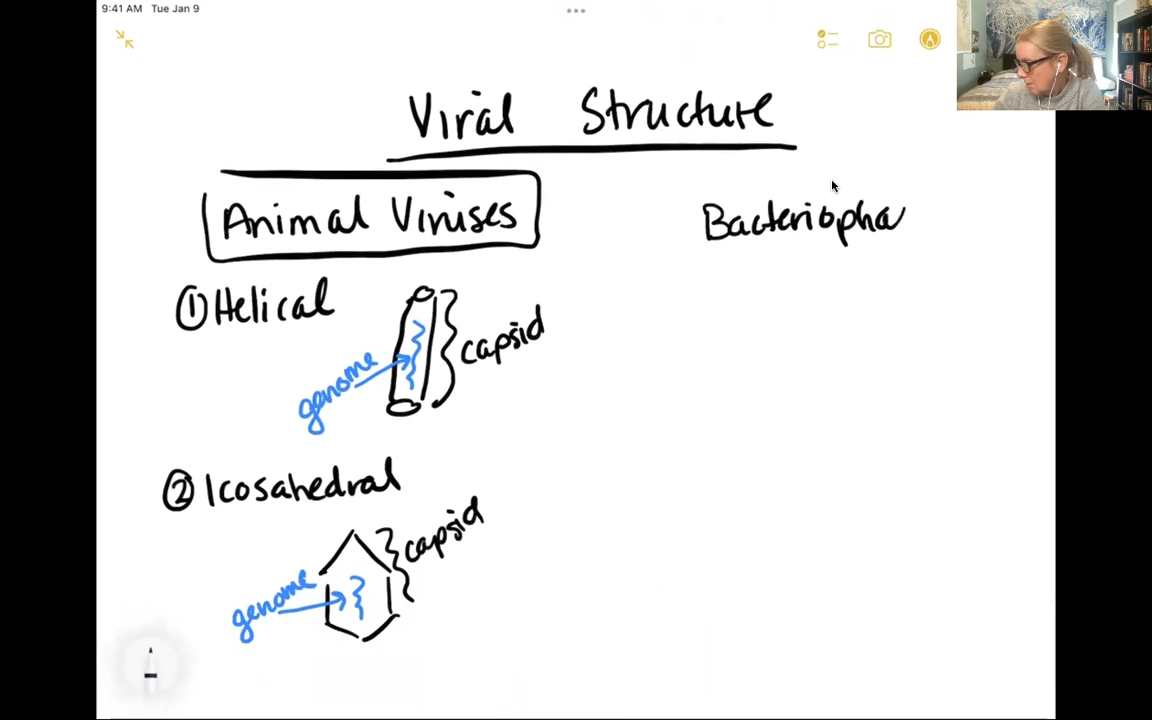 9:41 AM Tue Jan 9
Viral Structure
Animal Viruses
Bacteriopha
① Helical
capsid
genome
② Icosahedral
capsid
genome